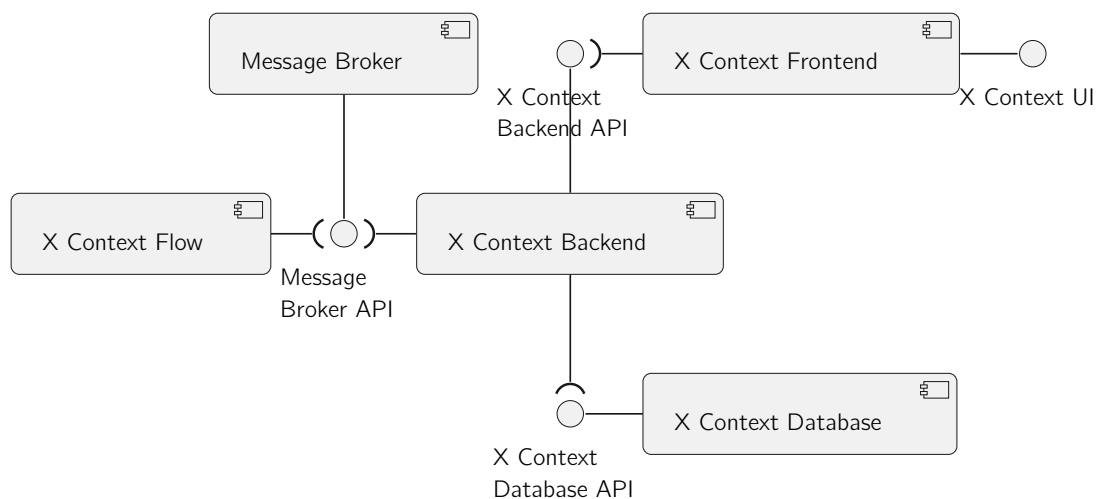 Message Broker
X Context Frontend
X Context
Backend API
X Context UI
X Context Flow
X Context Backend
Message
Broker API
X Context Database
X Context
Database API